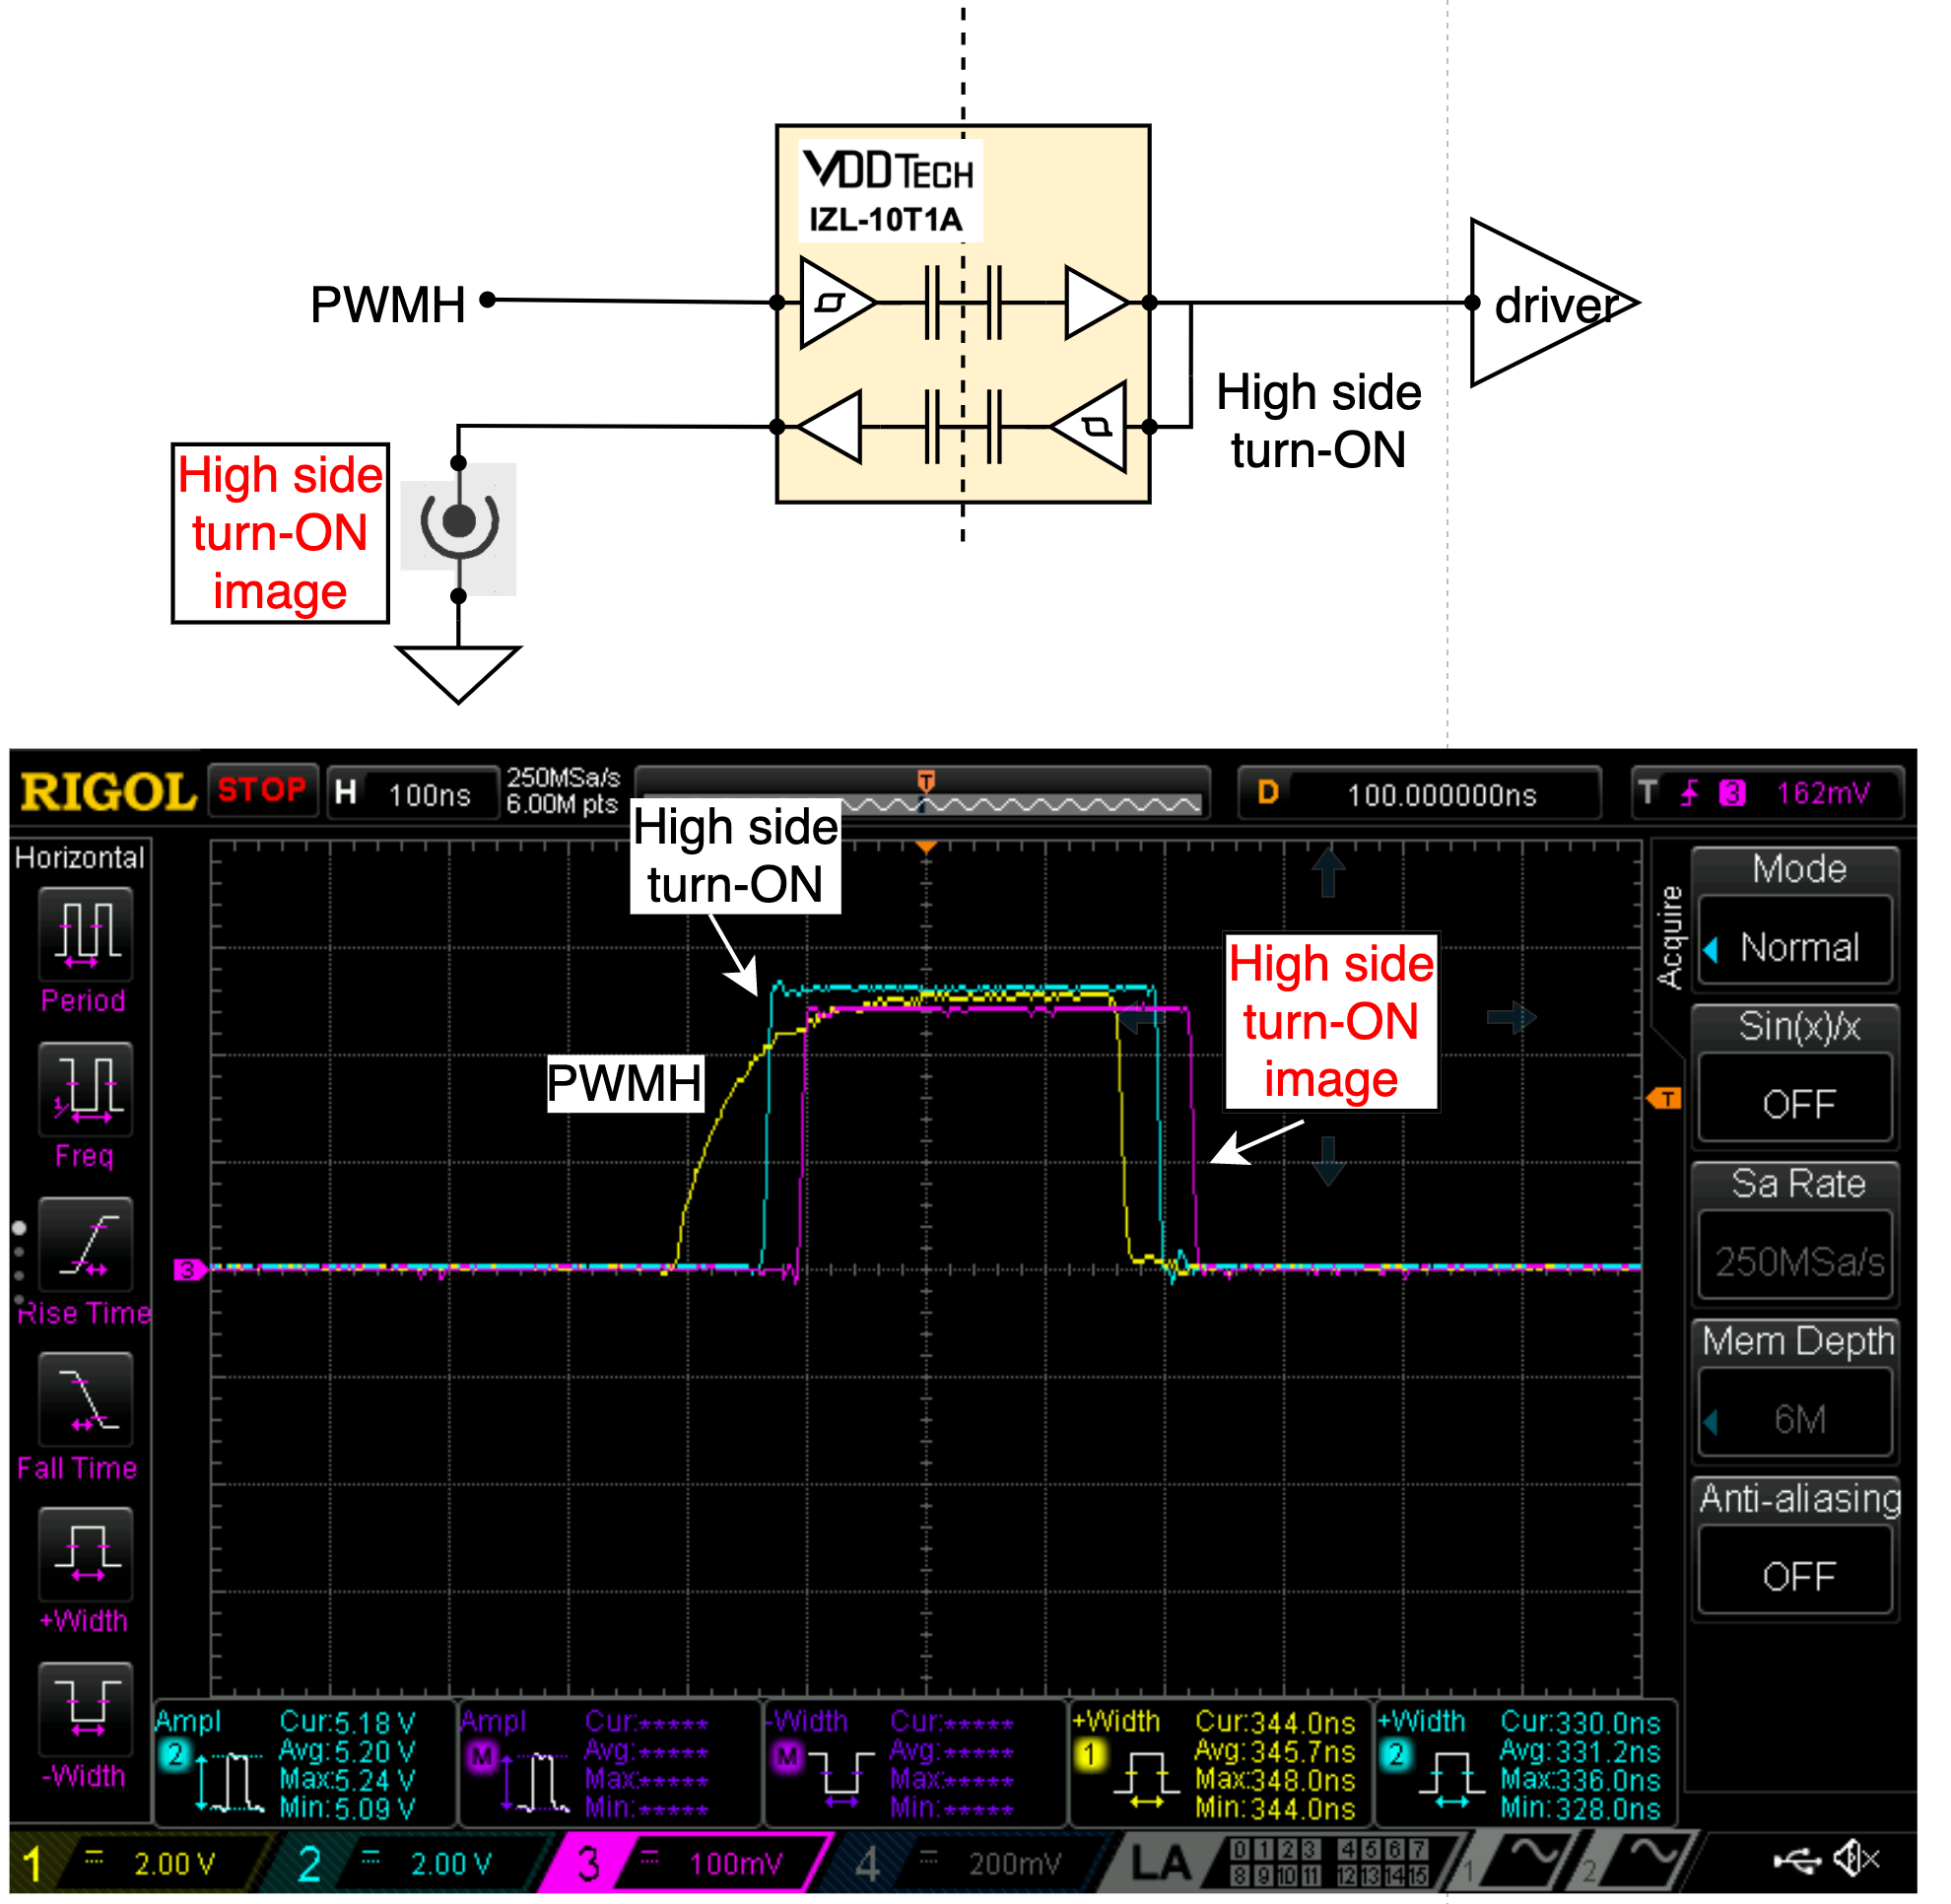 VDDTECH
IZL-10T1A
PWMH
driver
High side
turn-ON
High side
turn-ON
image
RIGOL STOP H 100ns 250MSa/s
6.00M pts
T
D 100.000000ns T 3 162mV
Horizontal
Period
Freq
Rise Time
Fall Time
+Width
-Width
High side
turn-ON
PWMH
High side
turn-ON
image
3
T
Acquire
Mode
Normal
Sin(x)/x
OFF
Sa Rate
250MSa/s
Mem Depth
6M
Anti-aliasing
OFF
Ampl
2
Cur:5.18 V
Avg:5.20 V
Max:5.24 V
Min:5.09 V
Ampl
M
Cur:*****
Avg:*****
Max:*****
Min:*****
-Width
M
Cur:*****
Avg:*****
Max:*****
Min:*****
+Width
1
Cur:344.0ns
Avg:345.7ns
Max:348.0ns
Min:344.0ns
+Width
2
Cur:330.0ns
Avg:331.2ns
Max:336.0ns
Min:328.0ns
1 2.00 V
2 2.00 V
3 100mV
4 200mV
LA
0 1 2 3 4 5 6 7
8 9 10 11 12 13 14 15
1
2